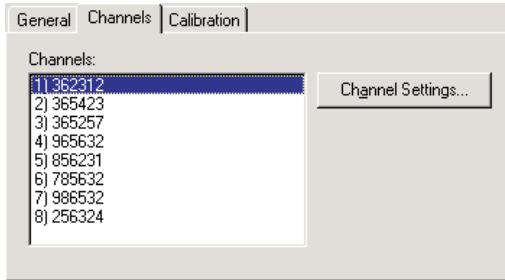 General Channels Calibration
Channels:
1) 362312
2) 365423
3) 365257
4) 965632
5) 856231
6) 785632
7) 986532
8) 256324
Channel Settings...